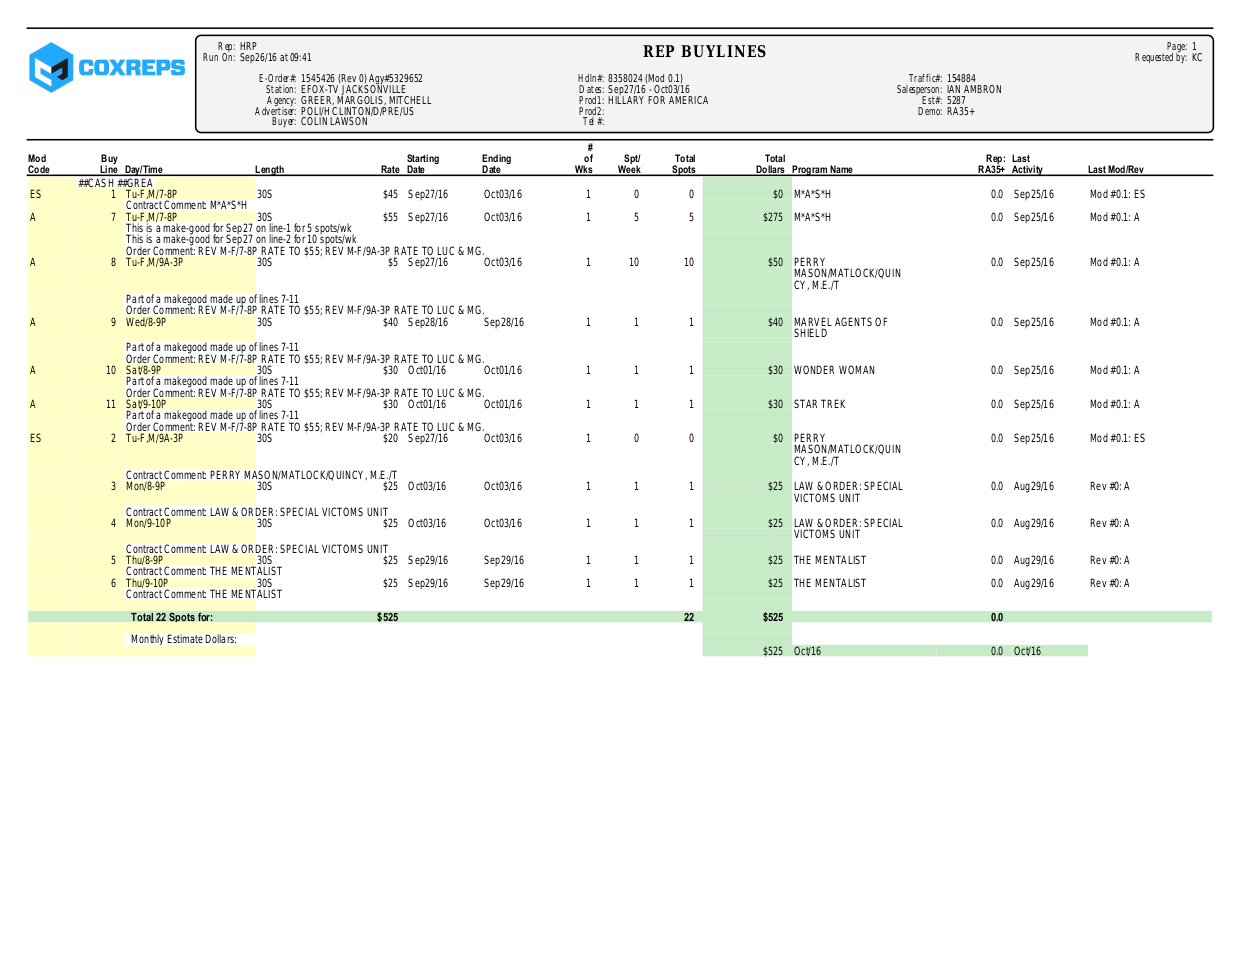 COXREPS
Rep: HRP
Run On: Sep26/16 at 09:41
REP BUYLINES
Page: 1
Requested by: KC
E-Order#: 1545426 (Rev 0) Agy#5329652
Station: EFOX-TV JACKSONVILLE
Agency: GREER, MARGOLIS, MITCHELL
Advertiser: POLI/H CLINTON/D/PRE/US
Buyer: COLIN LAWSON
Hdln#: 8358024 (Mod 0.1)
Dates: Sep27/16 - Oct03/16
Prod1: HILLARY FOR AMERICA
Prod2:
Tel #:
Traffic#: 154884
Salesperson: IAN AMBRON
Est#: 5287
Demo: RA35+
Mod Code Buy Line Day/Time Length Rate Starting Date Ending Date # of Wks Spt/ Week Total Spots Total Dollars Program Name Rep: RA35+ Last Activity Last Mod/Rev
##CASH ##GREA
ES 1 Tu-F,M/7-8P 30S $45 Sep27/16 Oct03/16 1 0 0 $0 M*A*S*H 0.0 Sep25/16 Mod #0.1: ES
Contract Comment: M*A*S*H
A 7 Tu-F,M/7-8P 30S $55 Sep27/16 Oct03/16 1 5 5 $275 M*A*S*H 0.0 Sep25/16 Mod #0.1: A
This is a make-good for Sep27 on line-1 for 5 spots/wk
This is a make-good for Sep27 on line-2 for 10 spots/wk
Order Comment: REV M-F/7-8P RATE TO $55; REV M-F/9A-3P RATE TO LUC & MG.
A 8 Tu-F,M/9A-3P 30S $5 Sep27/16 Oct03/16 1 10 10 $50 PERRY 0.0 Sep25/16 Mod #0.1: A
MASON/MATLOCK/QUIN
CY, M.E./T
Part of a makegood made up of lines 7-11
Order Comment: REV M-F/7-8P RATE TO $55; REV M-F/9A-3P RATE TO LUC & MG.
A 9 Wed/8-9P 30S $40 Sep28/16 Sep28/16 1 1 1 $40 MARVEL AGENTS OF 0.0 Sep25/16 Mod #0.1: A
SHIELD
Part of a makegood made up of lines 7-11
Order Comment: REV M-F/7-8P RATE TO $55; REV M-F/9A-3P RATE TO LUC & MG.
A 10 Sat/8-9P 30S $30 Oct01/16 Oct01/16 1 1 1 $30 WONDER WOMAN 0.0 Sep25/16 Mod #0.1: A
Part of a makegood made up of lines 7-11
Order Comment: REV M-F/7-8P RATE TO $55; REV M-F/9A-3P RATE TO LUC & MG.
A 11 Sat/9-10P 30S $30 Oct01/16 Oct01/16 1 1 1 $30 STAR TREK 0.0 Sep25/16 Mod #0.1: A
Part of a makegood made up of lines 7-11
Order Comment: REV M-F/7-8P RATE TO $55; REV M-F/9A-3P RATE TO LUC & MG.
ES 2 Tu-F,M/9A-3P 30S $20 Sep27/16 Oct03/16 1 0 0 $0 PERRY 0.0 Sep25/16 Mod #0.1: ES
MASON/MATLOCK/QUIN
CY, M.E./T
Contract Comment: PERRY MASON/MATLOCK/QUINCY, M.E./T
3 Mon/8-9P 30S $25 Oct03/16 Oct03/16 1 1 1 $25 LAW & ORDER: SPECIAL 0.0 Aug29/16 Rev #0: A
VICTOMS UNIT
Contract Comment: LAW & ORDER: SPECIAL VICTOMS UNIT
4 Mon/9-10P 30S $25 Oct03/16 Oct03/16 1 1 1 $25 LAW & ORDER: SPECIAL 0.0 Aug29/16 Rev #0: A
VICTOMS UNIT
Contract Comment: LAW & ORDER: SPECIAL VICTOMS UNIT
5 Thu/8-9P 30S $25 Sep29/16 Sep29/16 1 1 1 $25 THE MENTALIST 0.0 Aug29/16 Rev #0: A
Contract Comment: THE MENTALIST
6 Thu/9-10P 30S $25 Sep29/16 Sep29/16 1 1 1 $25 THE MENTALIST 0.0 Aug29/16 Rev #0: A
Contract Comment: THE MENTALIST
Total 22 Spots for: $525 22 $525 0.0
Monthly Estimate Dollars:
$525 Oct/16 0.0 Oct/16